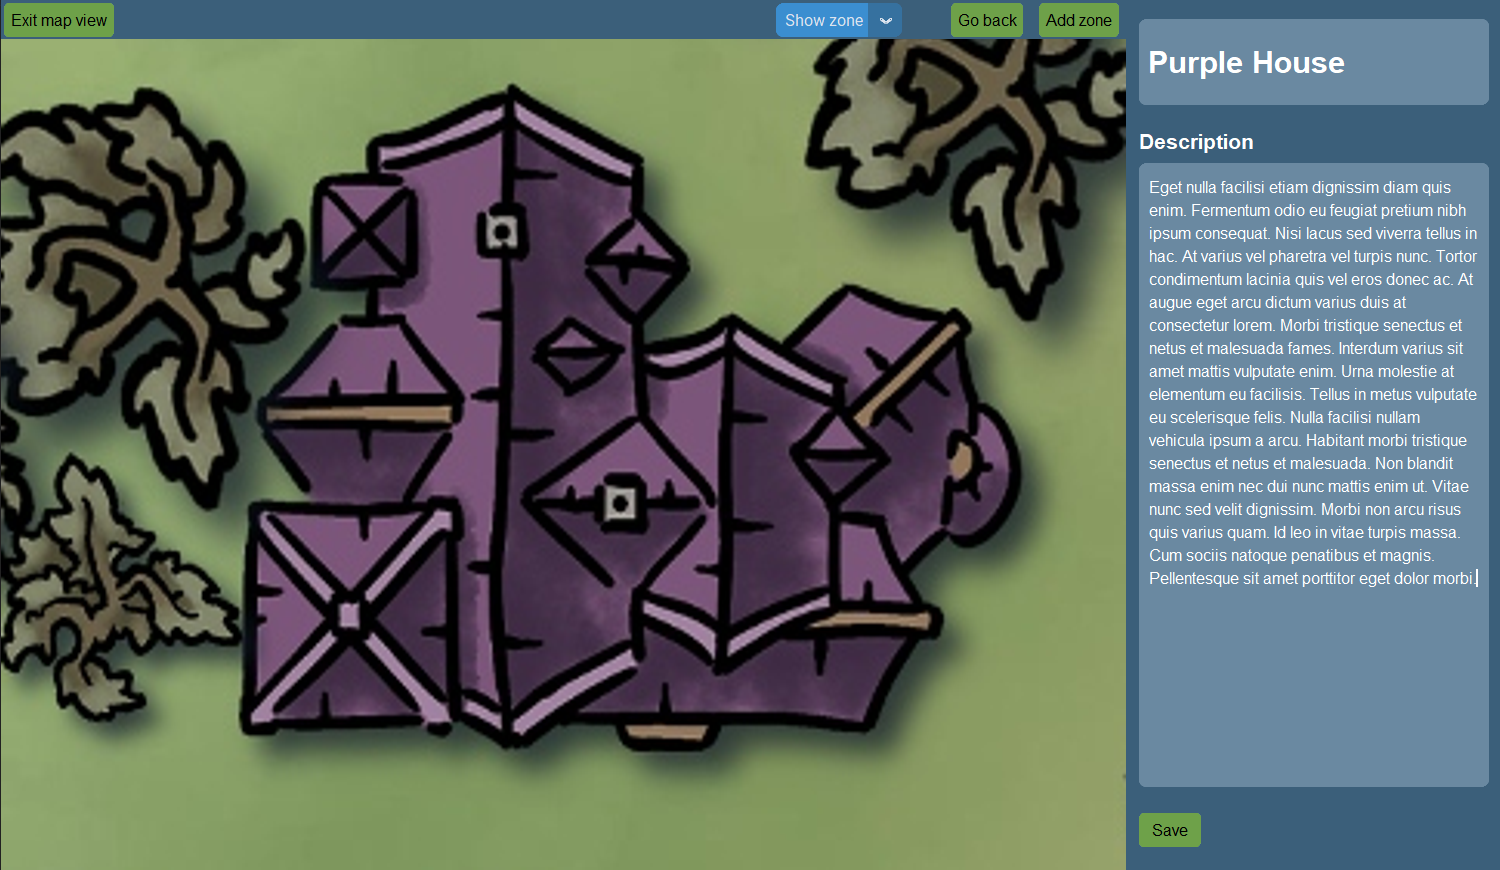 Exit map view
Show zone
Go back
Add zone
Purple House
Description
Eget nulla facilisi etiam dignissim diam quis
enim. Fermentum odio eu feugiat pretium nibh
ipsum consequat. Nisi lacus sed viverra tellus in
hac. At varius vel pharetra vel turpis nunc. Tortor
condimentum lacinia quis vel eros donec ac. At
augue eget arcu dictum varius duis at
consectetur lorem. Morbi tristique senectus et
netus et malesuada fames. Interdum varius sit
amet mattis vulputate enim. Urna molestie at
elementum eu facilisis. Tellus in metus vulputate
eu scelerisque felis. Nulla facilisi nullam
vehicula ipsum a arcu. Habitant morbi tristique
senectus et netus et malesuada. Non blandit
massa enim nec dui nunc mattis enim ut. Vitae
nunc sed velit dignissim. Morbi non arcu risus
quis varius quam. Id leo in vitae turpis massa.
Cum sociis natoque penatibus et magnis.
Pellentesque sit amet porttitor eget dolor morbi.
Save